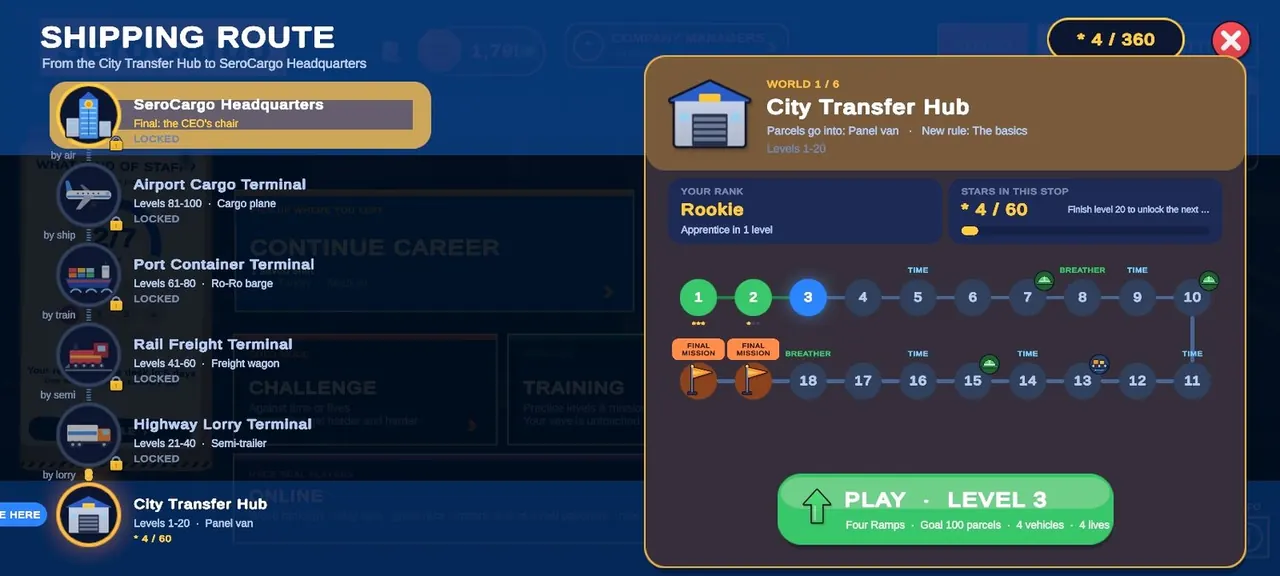 SHIPPING ROUTE
From the City Transfer Hub to SeroCargo Headquarters
* 4 / 360
SeroCargo Headquarters
Final: the CEO's chair
LOCKED
by air
Airport Cargo Terminal
Levels 81-100 · Cargo plane
LOCKED
by ship
Port Container Terminal
Levels 61-80 · Ro-Ro barge
LOCKED
by train
Rail Freight Terminal
Levels 41-60 · Freight wagon
LOCKED
by semi
Highway Lorry Terminal
Levels 21-40 · Semi-trailer
LOCKED
by lorry
E HERE
City Transfer Hub
Levels 1-20 · Panel van
* 4 / 60
CONTINUE CAREER
CHALLENGE
TRAINING
ONLINE
WORLD 1 / 6
City Transfer Hub
Parcels go into: Panel van · New rule: The basics
Levels 1-20
YOUR RANK
Rookie
Apprentice in 1 level
STARS IN THIS STOP
* 4 / 60
Finish level 20 to unlock the next ...
TIME BREATHER TIME
1 2 3 4 5 6 7 8 9 10
FINAL MISSION FINAL MISSION BREATHER TIME TIME TIME
18 17 16 15 14 13 12 11
PLAY · LEVEL 3
Four Ramps · Goal 100 parcels · 4 vehicles · 4 lives